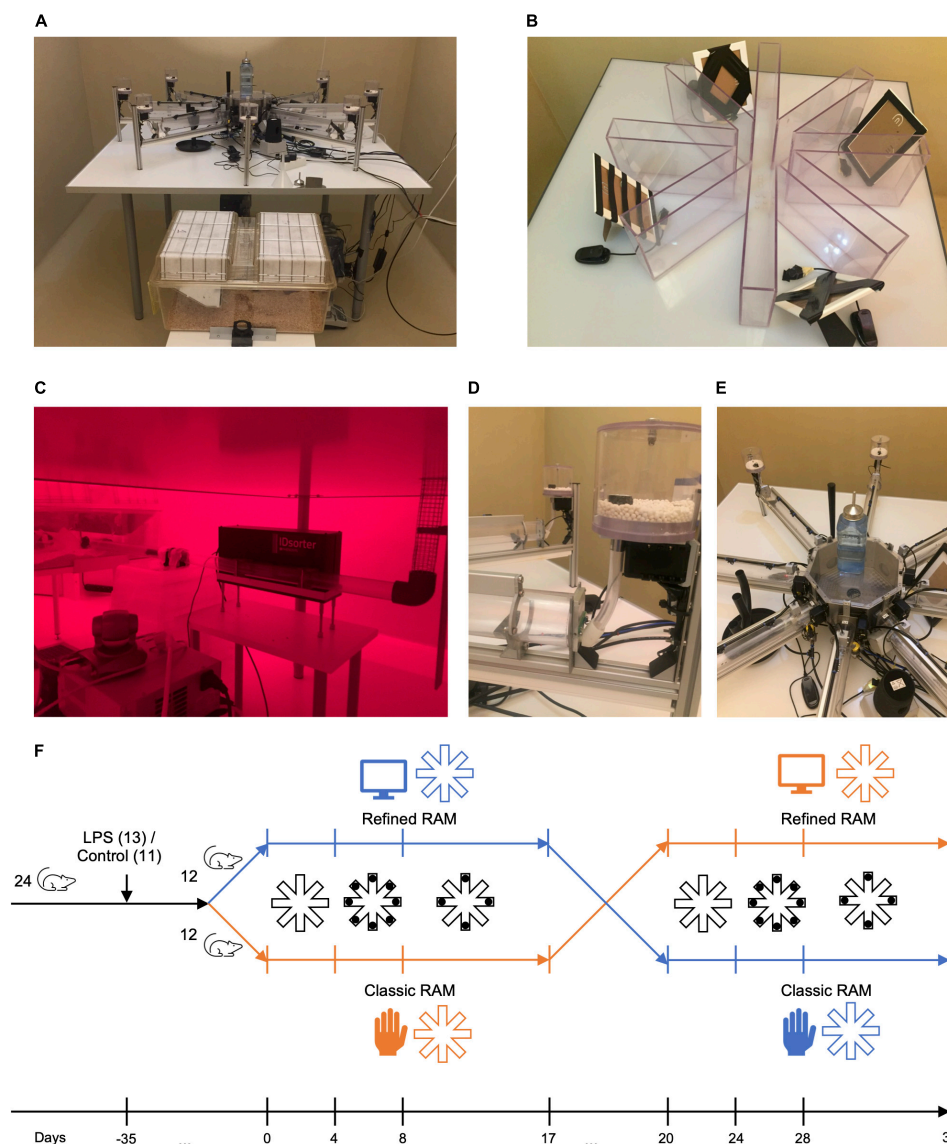 A
B
C
IDsorter
D
E
F
Refined RAM
Refined RAM
LPS (13) /
Control (11)
24
12
12
Classic RAM
Classic RAM
Days -35 ... 0 4 8 17 ... 20 24 28 3